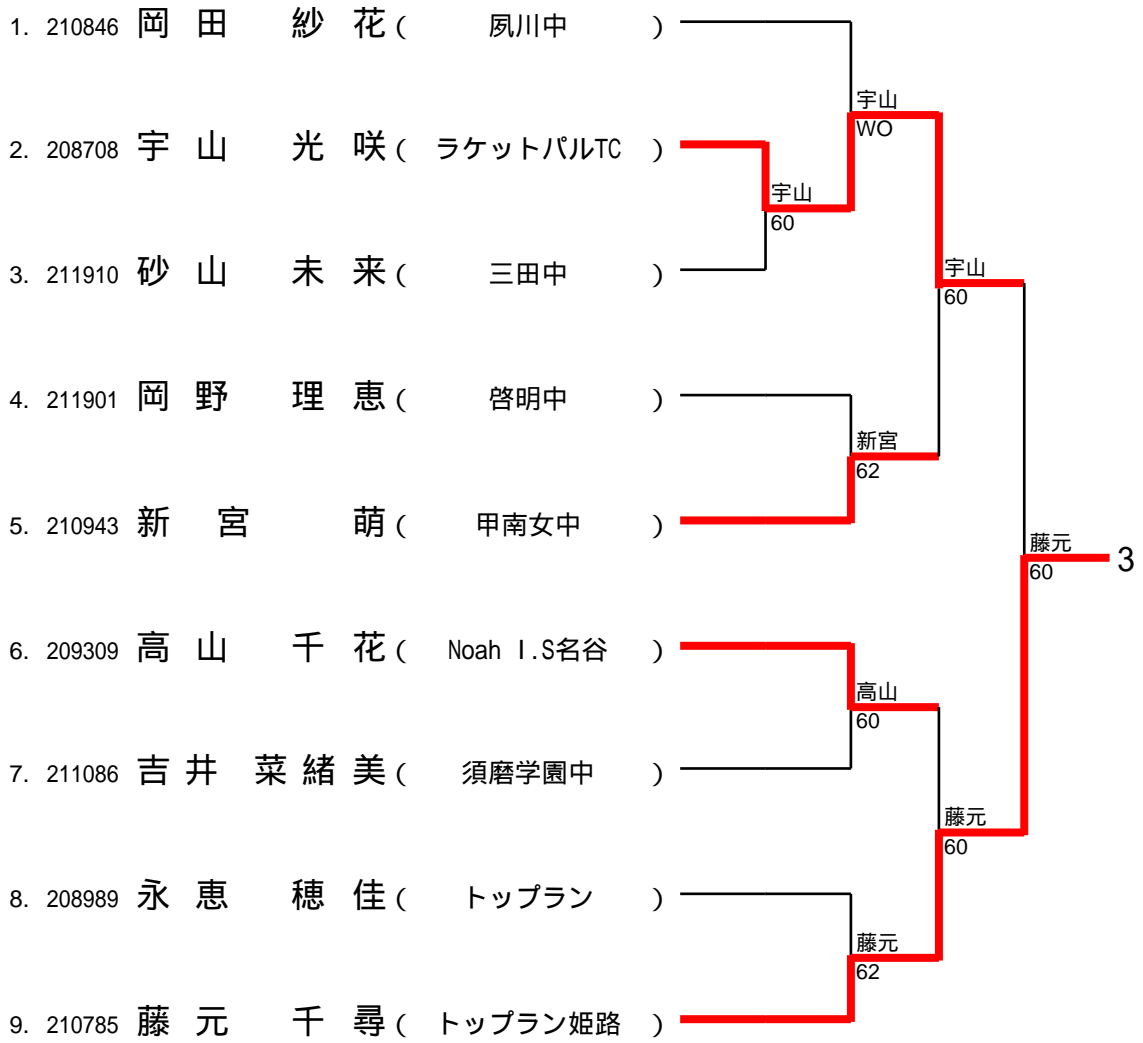 1. 210846 岡田 紗花 ( 夙川中 )
宇山
WO
2. 208708 宇山 光咲 ( ラケットパルTC )
宇山
60
3. 211910 砂山 未来 ( 三田中 )
宇山
60
4. 211901 岡野 理恵 ( 啓明中 )
新宮
62
5. 210943 新宮 萌 ( 甲南女中 )
藤元
60
3
6. 209309 高山 千花 ( Noah I.S名谷 )
高山
60
7. 211086 吉井 菜緒美 ( 須磨学園中 )
藤元
60
8. 208989 永恵 穂佳 ( トップラン )
藤元
62
9. 210785 藤元 千尋 ( トップラン姫路 )